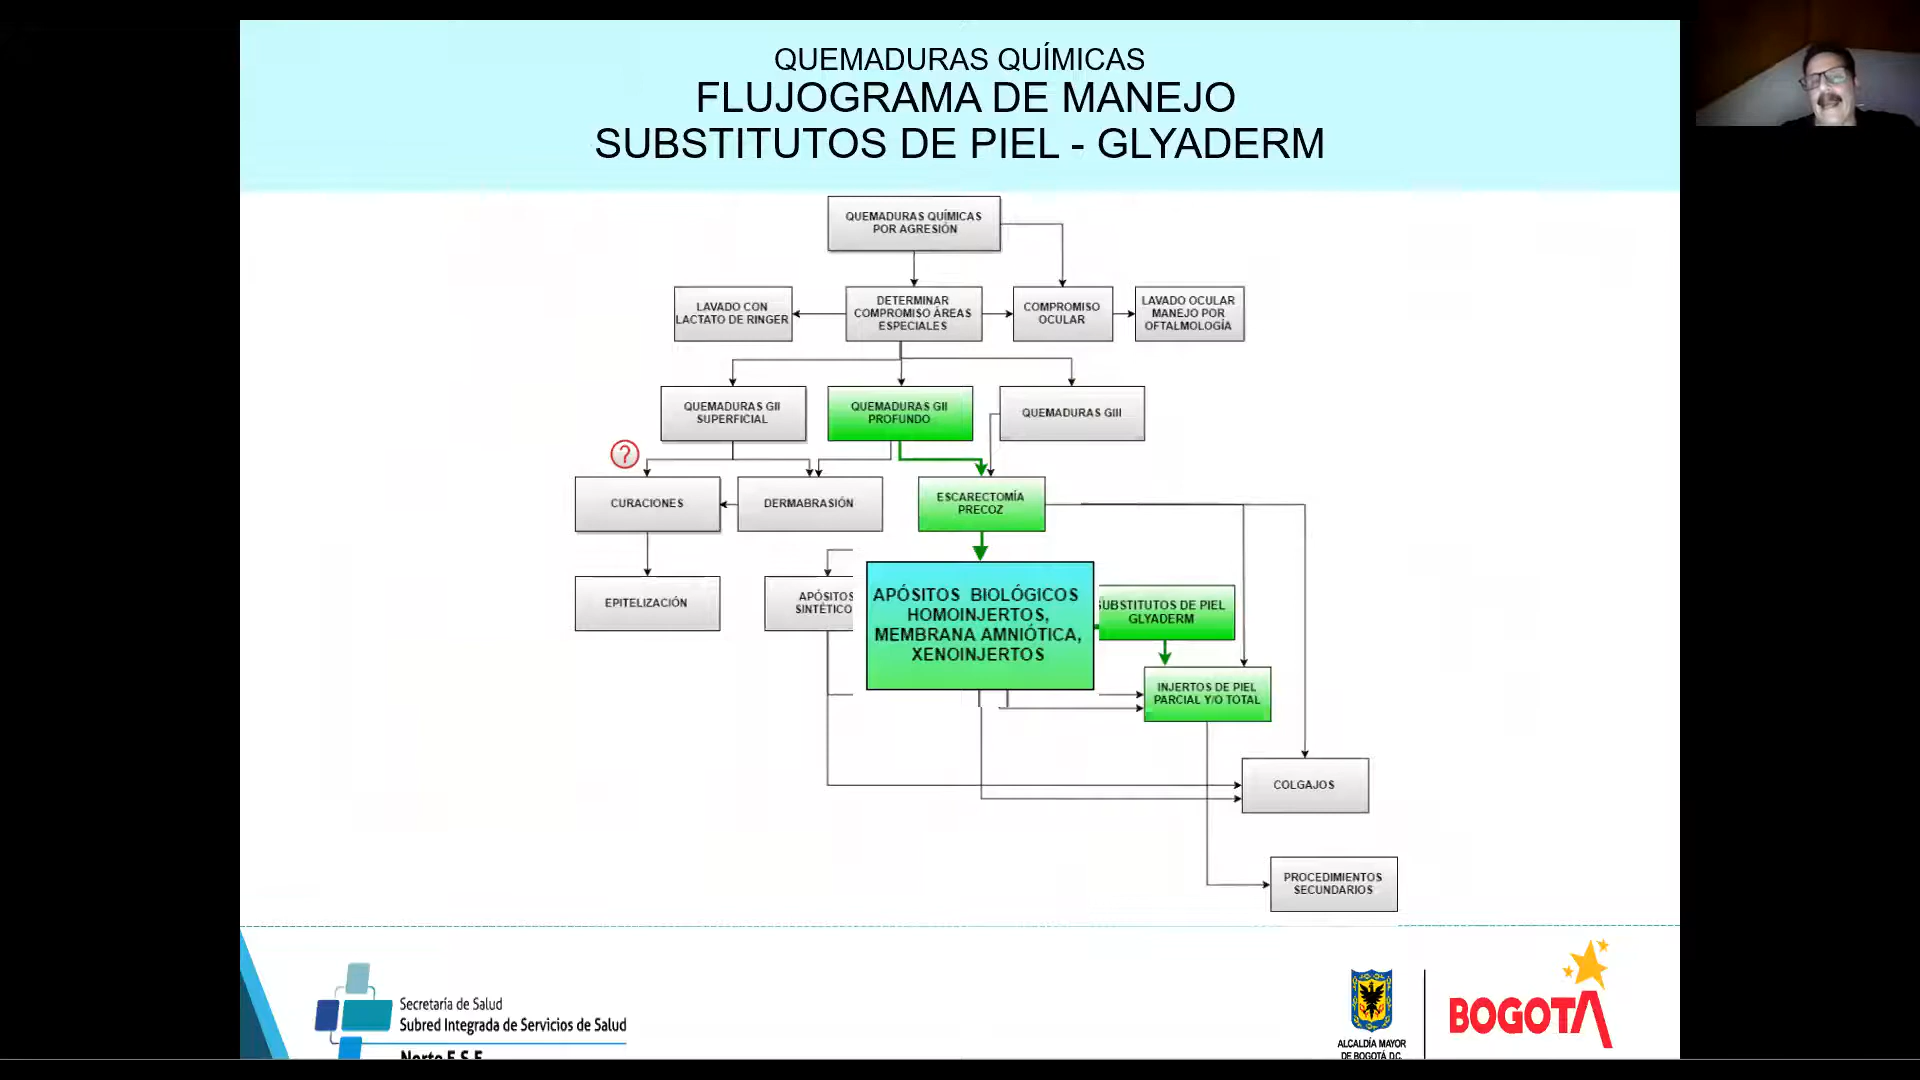 QUEMADURAS QUÍMICAS
FLUJOGRAMA DE MANEJO
SUBSTITUTOS DE PIEL - GLYADERM
QUEMADURAS QUÍMICAS
POR AGRESIÓN
LAVADO CON
LACTATO DE RINGER
DETERMINAR
COMPROMISO ÁREAS
ESPECIALES
COMPROMISO
OCULAR
LAVADO OCULAR
MANEJO POR
OFTALMOLOGÍA
QUEMADURAS GII
SUPERFICIAL
QUEMADURAS GII
PROFUNDO
QUEMADURAS GIII
?
CURACIONES
DERMABRASIÓN
ESCARECTOMÍA
PRECOZ
EPITELIZACIÓN
APÓSITOS
SINTÉTICO
APÓSITOS BIOLÓGICOS
HOMOINJERTOS,
MEMBRANA AMNIÓTICA,
XENOINJERTOS
SUBSTITUTOS DE PIEL
GLYADERM
INJERTOS DE PIEL
PARCIAL Y/O TOTAL
COLGAJOS
PROCEDIMIENTOS
SECUNDARIOS
Secretaría de Salud
Subred Integrada de Servicios de Salud
Norte E.S.E.
ALCALDÍA MAYOR
DE BOGOTÁ D.C.
BOGOTÁ